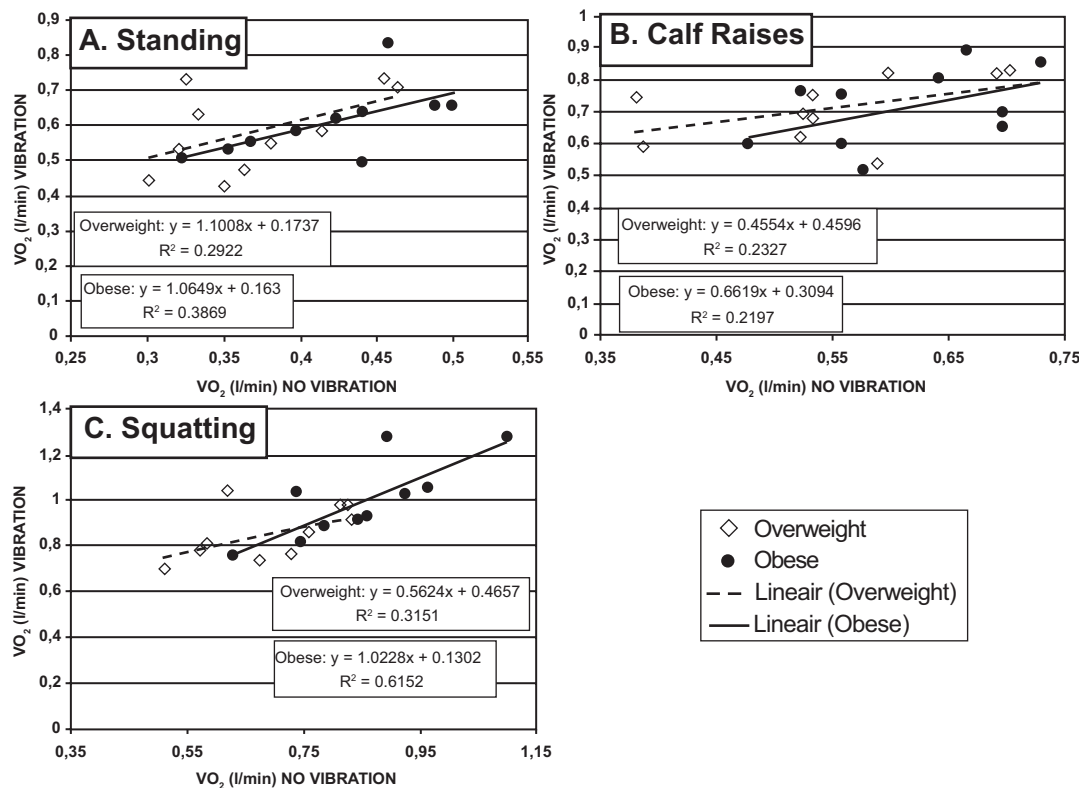 A. Standing
0,9
0,8
0,7
0,6
0,5
0,4
0,3
0,2
0,1
0
VO₂ (l/min) VIBRATION
Overweight: y = 1.1008x + 0.1737
R² = 0.2922
Obese: y = 1.0649x + 0.163
R² = 0.3869
0,25 0,3 0,35 0,4 0,45 0,5 0,55
VO₂ (l/min) NO VIBRATION
B. Calf Raises
1
0,9
0,8
0,7
0,6
0,5
0,4
0,3
0,2
0,1
0
VO₂ (l/min) VIBRATION
Overweight: y = 0.4554x + 0.4596
R² = 0.2327
Obese: y = 0.6619x + 0.3094
R² = 0.2197
0,35 0,45 0,55 0,65 0,75
VO₂ (l/min) NO VIBRATION
C. Squatting
1,4
1,2
1
0,8
0,6
0,4
0,2
0
VO₂ (l/min) VIBRATION
Overweight: y = 0.5624x + 0.4657
R² = 0.3151
Obese: y = 1.0228x + 0.1302
R² = 0.6152
0,35 0,55 0,75 0,95 1,15
VO₂ (l/min) NO VIBRATION
Overweight
Obese
Lineair (Overweight)
Lineair (Obese)